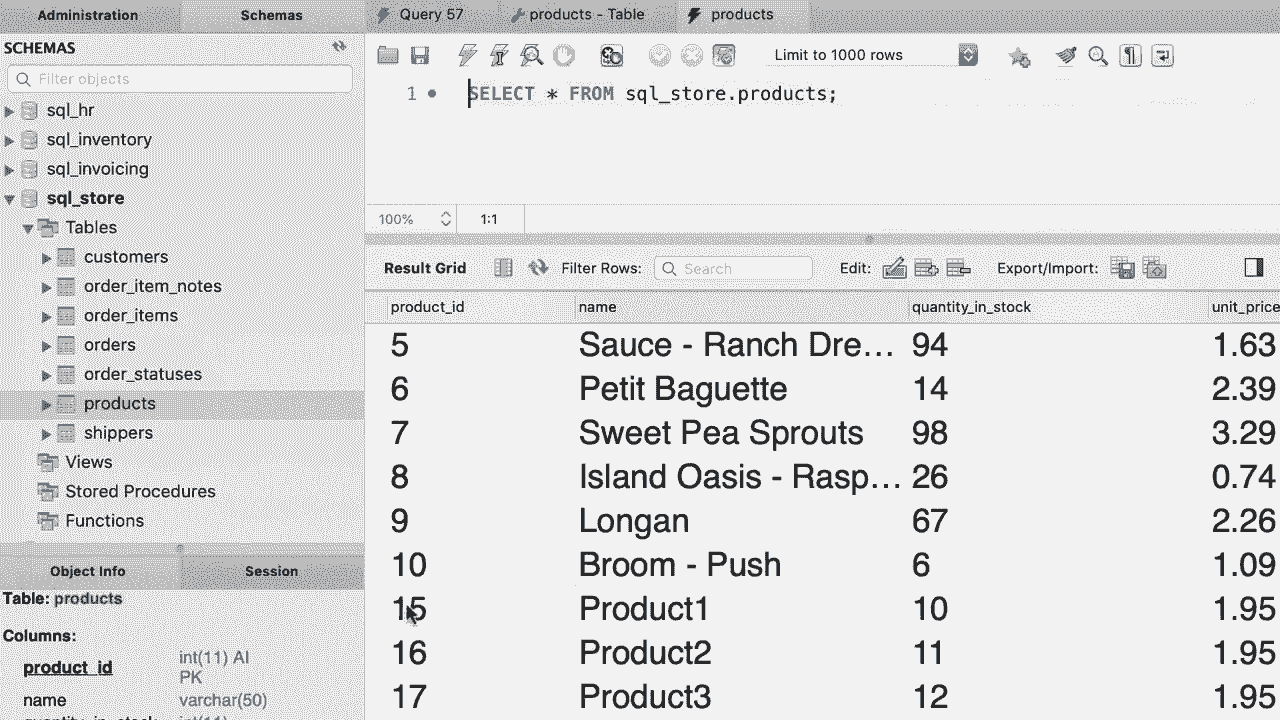 Administration Schemas Query 57 products - Table products
SCHEMAS
Filter objects
Limit to 1000 rows
1 SELECT * FROM sql_store.products;
sql_hr
sql_inventory
sql_invoicing
sql_store
Tables
customers
order_item_notes
order_items
orders
order_statuses
products
shippers
Views
Stored Procedures
Functions
100% 1:1
Result Grid Filter Rows: Search Edit: Export/Import:
product_id name quantity_in_stock unit_price
5 Sauce - Ranch Dre... 94 1.63
6 Petit Baguette 14 2.39
7 Sweet Pea Sprouts 98 3.29
8 Island Oasis - Rasp... 26 0.74
9 Longan 67 2.26
10 Broom - Push 6 1.09
15 Product1 10 1.95
16 Product2 11 1.95
17 Product3 12 1.95
Object Info Session
Table: products
Columns:
product_id int(11) AI
PK
name varchar(50)
quantity_in_stock int(11)